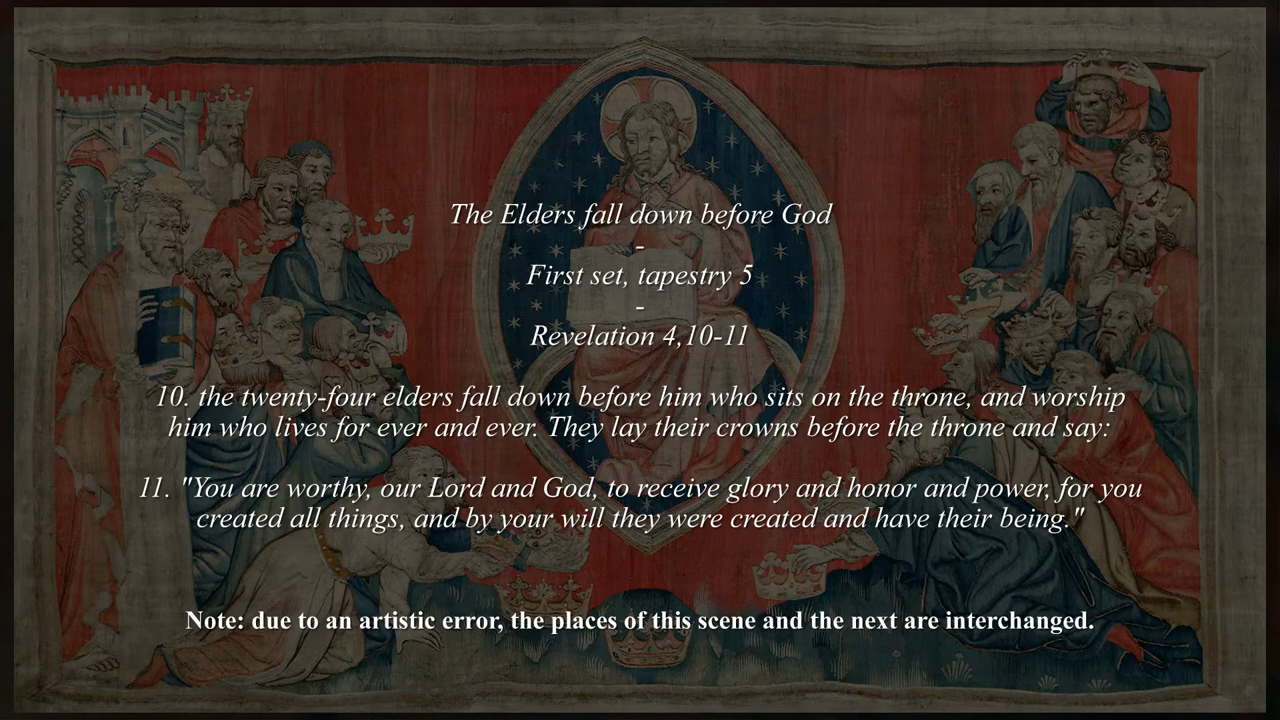 The Elders fall down before God
-
First set, tapestry 5
-
Revelation 4,10-11
10. the twenty-four elders fall down before him who sits on the throne, and worship
him who lives for ever and ever. They lay their crowns before the throne and say:
11. "You are worthy, our Lord and God, to receive glory and honor and power, for you
created all things, and by your will they were created and have their being."
Note: due to an artistic error, the places of this scene and the next are interchanged.